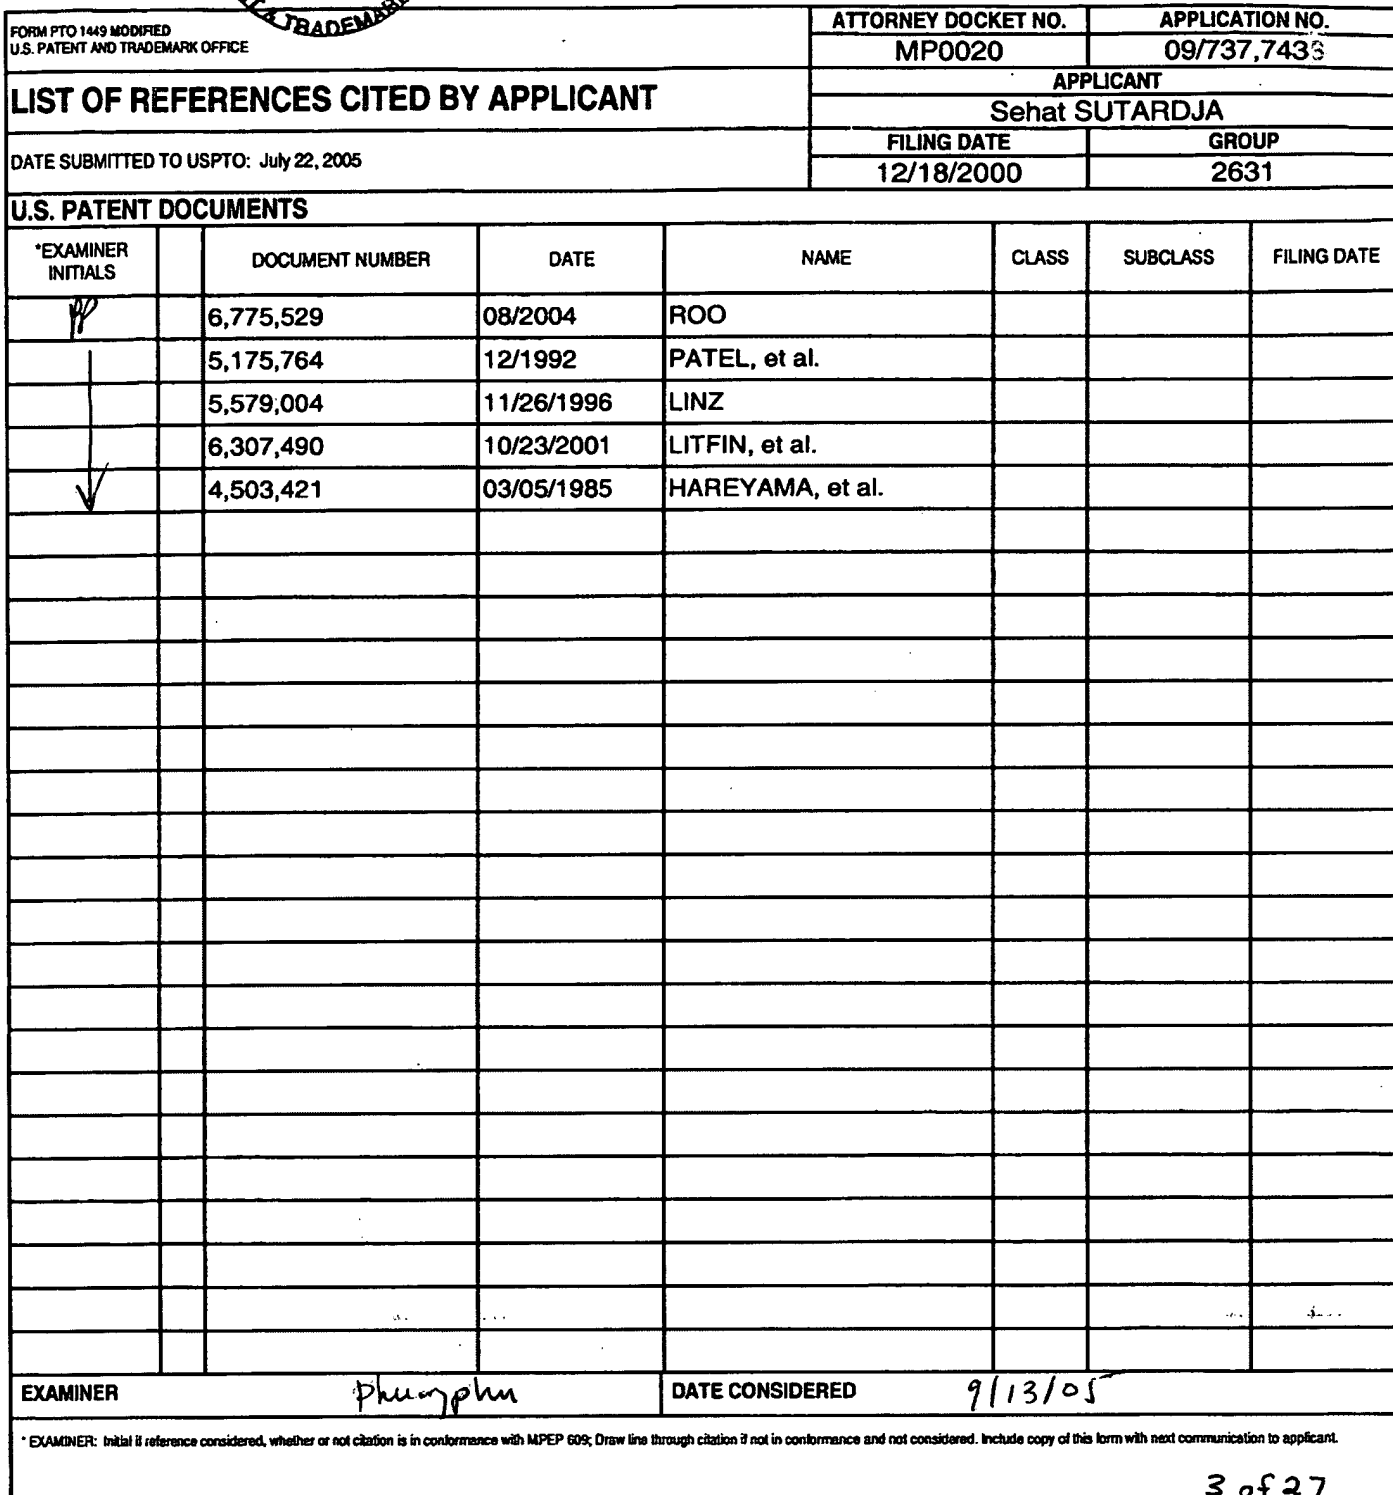 & TRADEMARK
FORM PTO 1449 MODIFIED
U.S. PATENT AND TRADEMARK OFFICE
ATTORNEY DOCKET NO.
APPLICATION NO.
MP0020
09/737,743
LIST OF REFERENCES CITED BY APPLICANT
APPLICANT
Sehat SUTARDJA
DATE SUBMITTED TO USPTO: July 22, 2005
FILING DATE
GROUP
12/18/2000
2631
U.S. PATENT DOCUMENTS
*EXAMINER INITIALS
DOCUMENT NUMBER
DATE
NAME
CLASS
SUBCLASS
FILING DATE
pp
6,775,529 08/2004 ROO
5,175,764 12/1992 PATEL, et al.
5,579,004 11/26/1996 LINZ
6,307,490 10/23/2001 LITFIN, et al.
4,503,421 03/05/1985 HAREYAMA, et al.
EXAMINER Phuong phu DATE CONSIDERED 9/13/05
* EXAMINER: Initial if reference considered, whether or not citation is in conformance with MPEP 609; Draw line through citation if not in conformance and not considered. Include copy of this form with next communication to applicant.
3 of 27